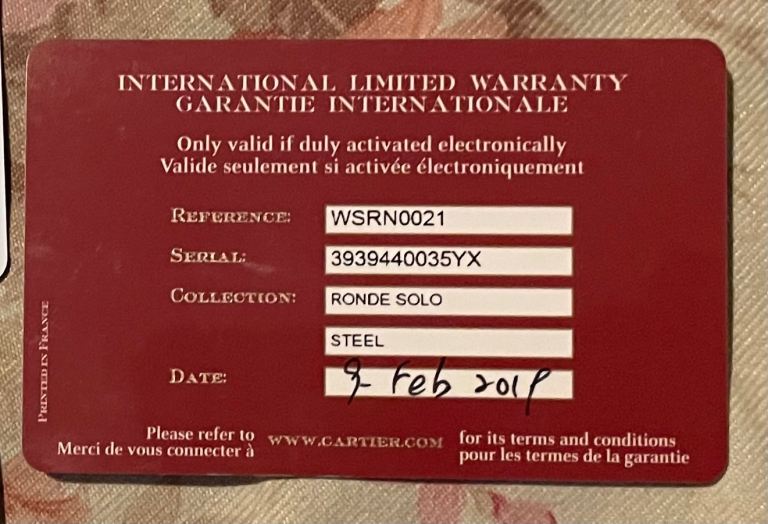 INTERNATIONAL LIMITED WARRANTY
GARANTIE INTERNATIONALE
Only valid if duly activated electronically
Valide seulement si activée électroniquement
REFERENCE: WSRN0021
SERIAL: 3939440035YX
COLLECTION: RONDE SOLO
STEEL
DATE: 9 Feb 2019
PRINTED IN FRANCE
Please refer to
Merci de vous connecter à
WWW.CARTIER.COM
for its terms and conditions
pour les termes de la garantie